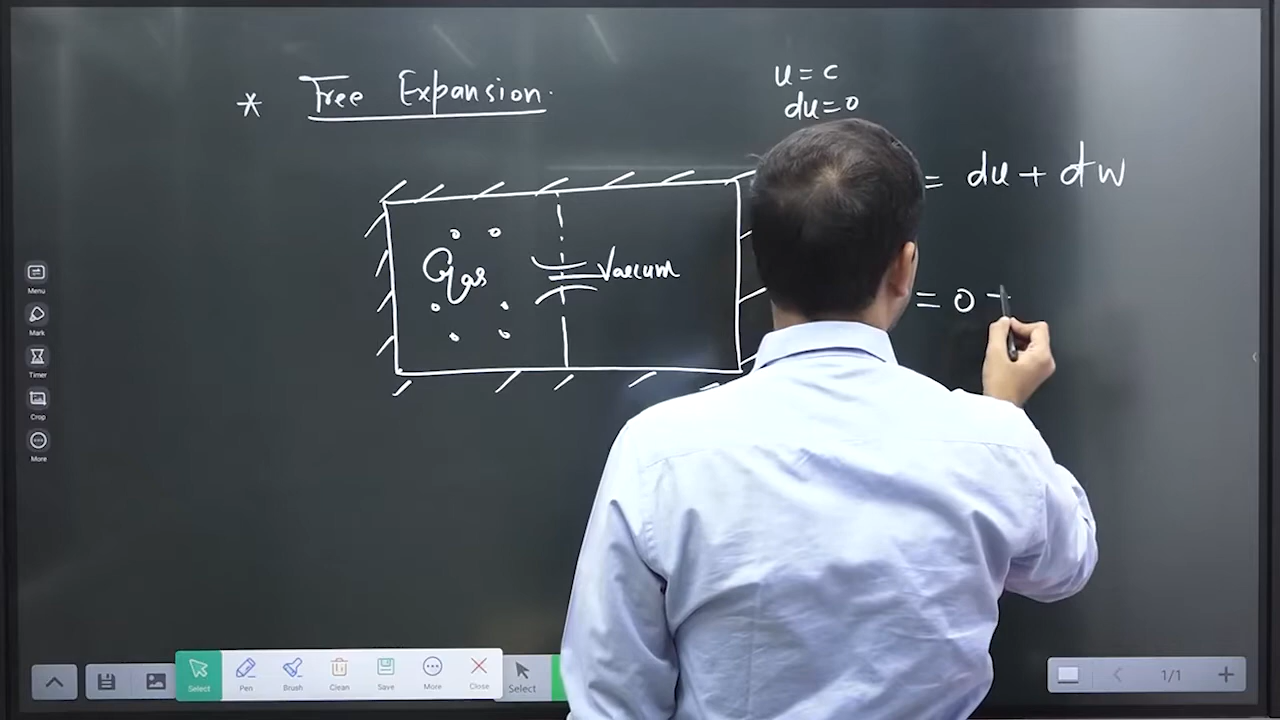 * Free Expansion.
u = c
du = 0
= du + dw
Gas
Vaccum
= 0
Menu
Mark
Timer
Crop
More
Select
Pen
Brush
Clean
Save
More
Close
Select
1/1